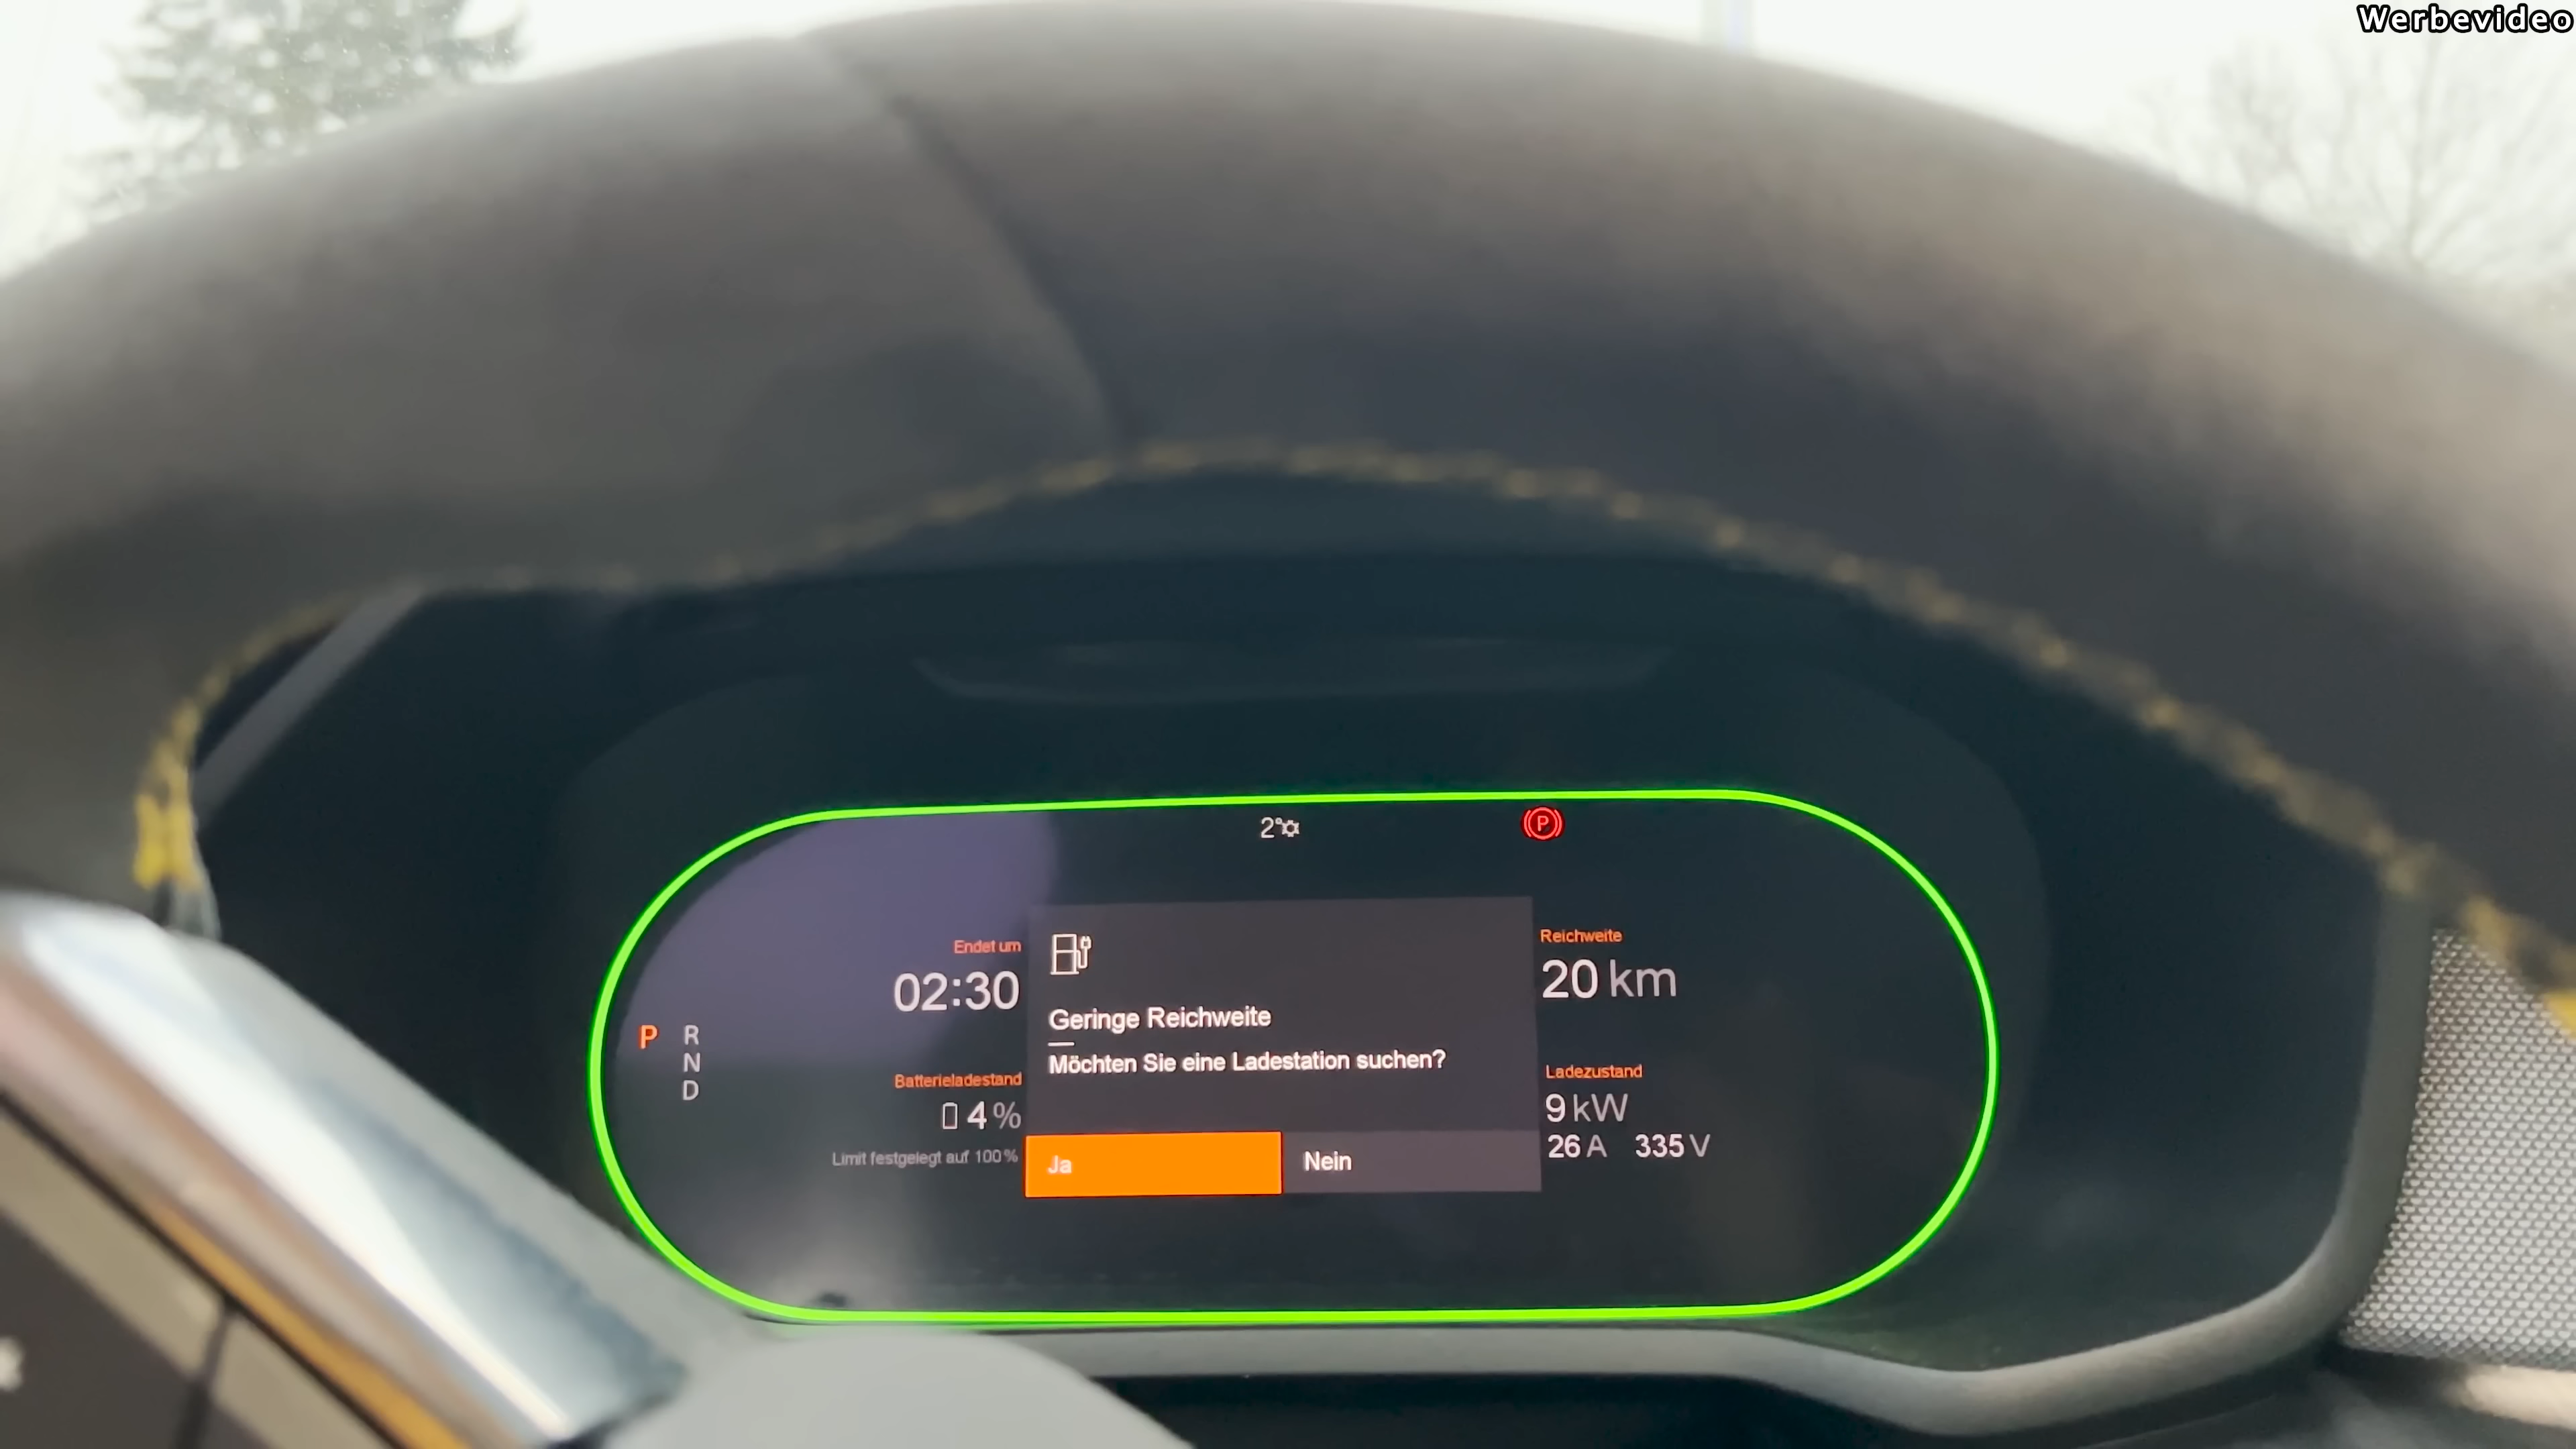 Werbevideo
2°
P
Endet um
02:30
P R
N
D
Batterieladestand
4%
Limit festgelegt auf 100%
Geringe Reichweite
Möchten Sie eine Ladestation suchen?
Ja Nein
Reichweite
20 km
Ladezustand
9 kW
26 A 335 V